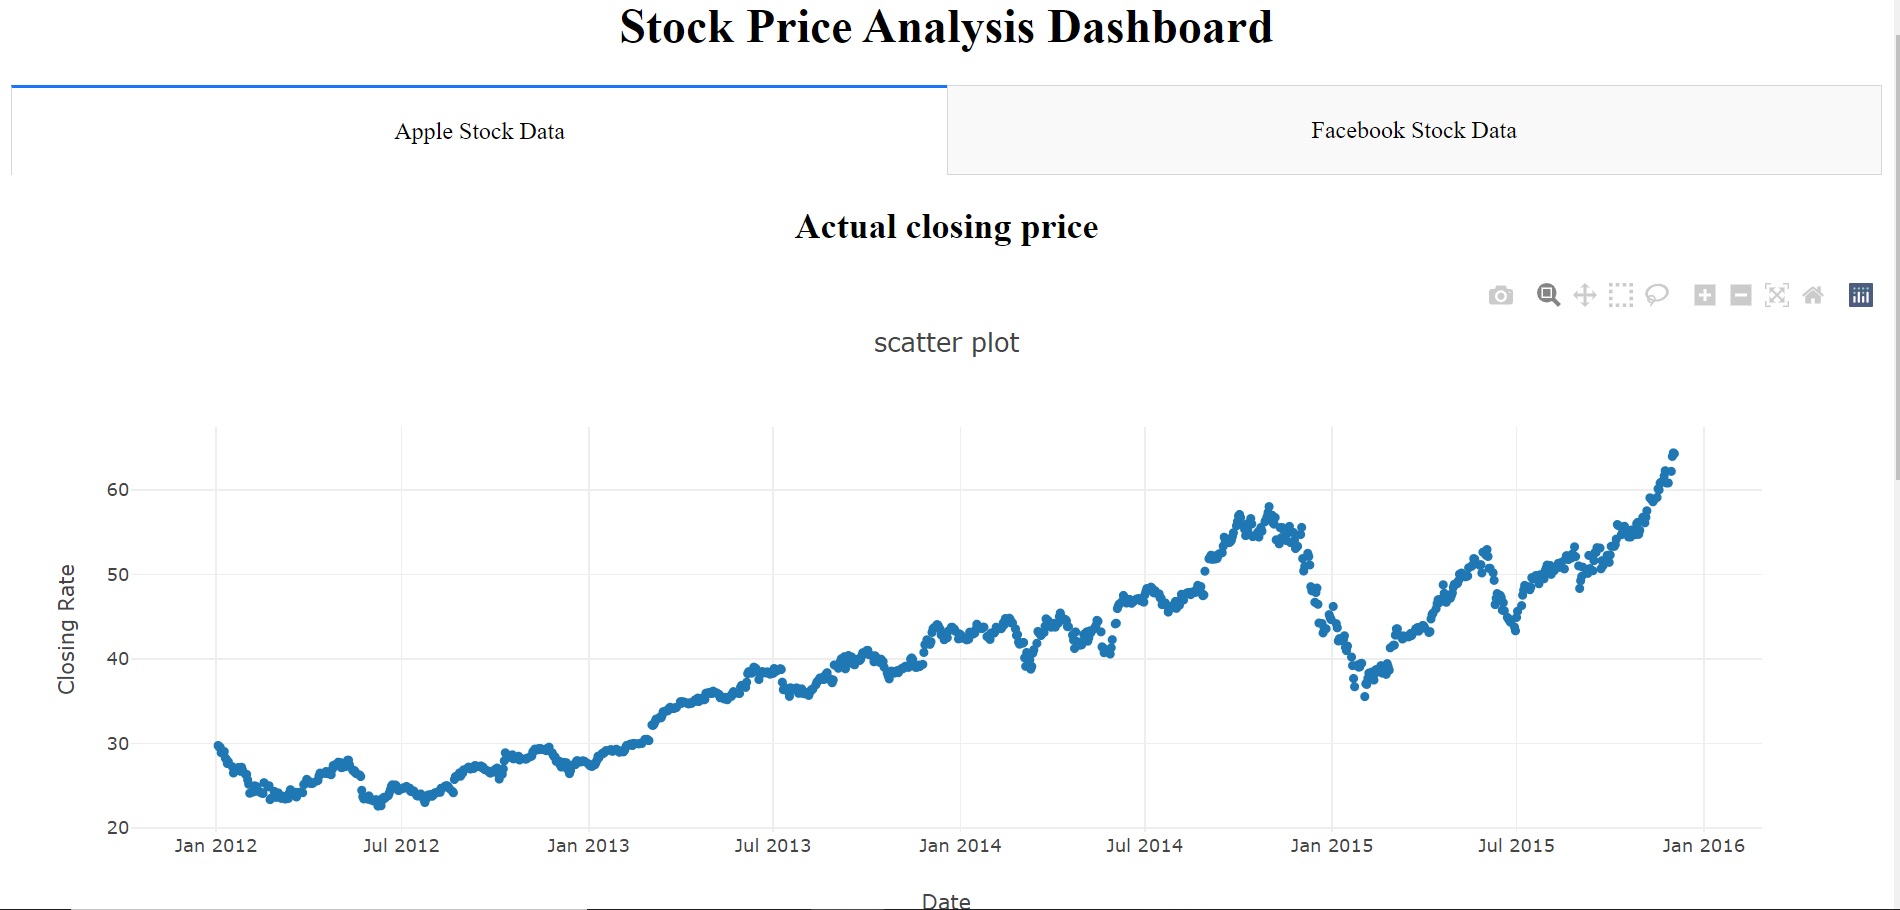 Stock Price Analysis Dashboard
Apple Stock Data
Facebook Stock Data
Actual closing price
scatter plot
60
50
40
30
20
Closing Rate
Jan 2012 Jul 2012 Jan 2013 Jul 2013 Jan 2014 Jul 2014 Jan 2015 Jul 2015 Jan 2016
Date